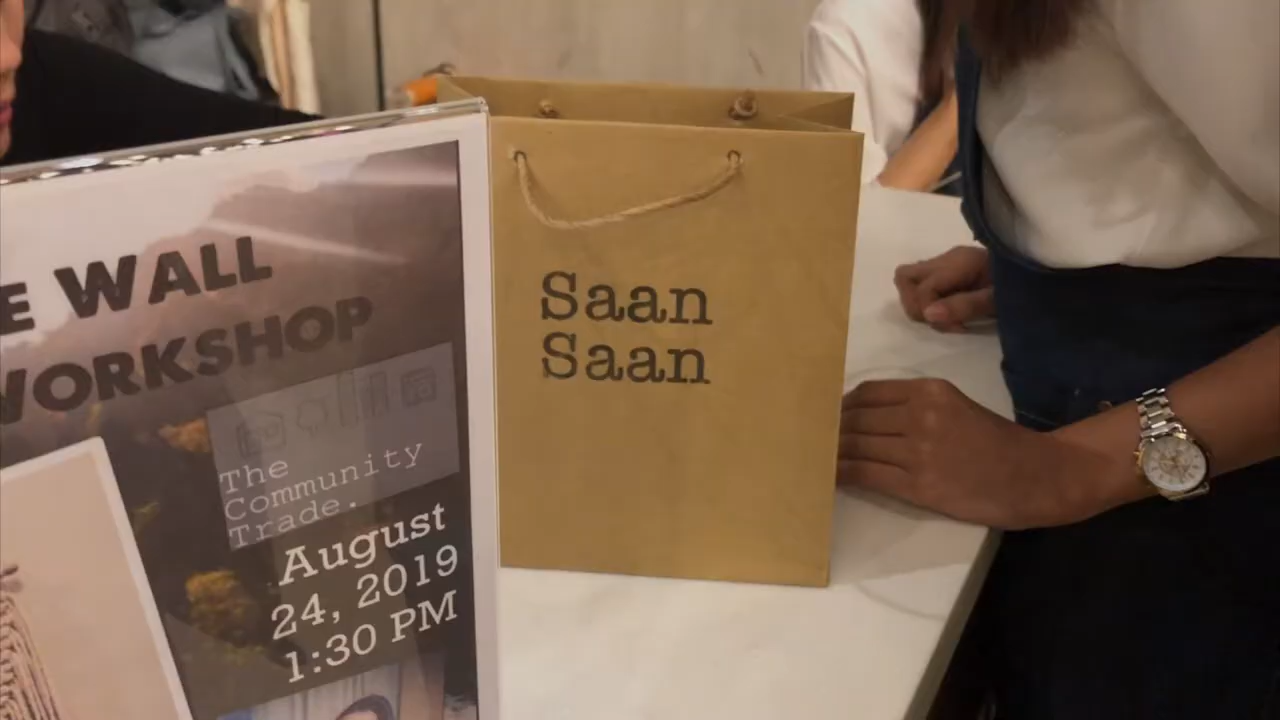 E WALL
WORKSHOP
The
Community
Trade.
August
24, 2019
1:30 PM
Saan
Saan